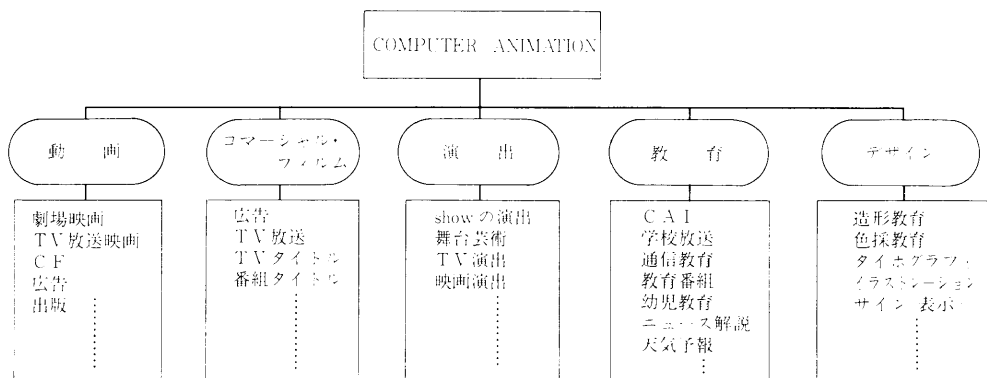 COMPUTER ANIMATION
動画
コマーシャル・
フィルム
演出
教育
デザイン
劇場映画
TV放送映画
CF
広告
出版
広告
TV放送
TVタイトル
番組タイトル
showの演出
舞台芸術
TV演出
映画演出
CAI
学校放送
通信教育
教育番組
幼児教育
ニュース解説
天気予報
造形教育
色採教育
タイポグラフィ
イラストレーション
サイン表示